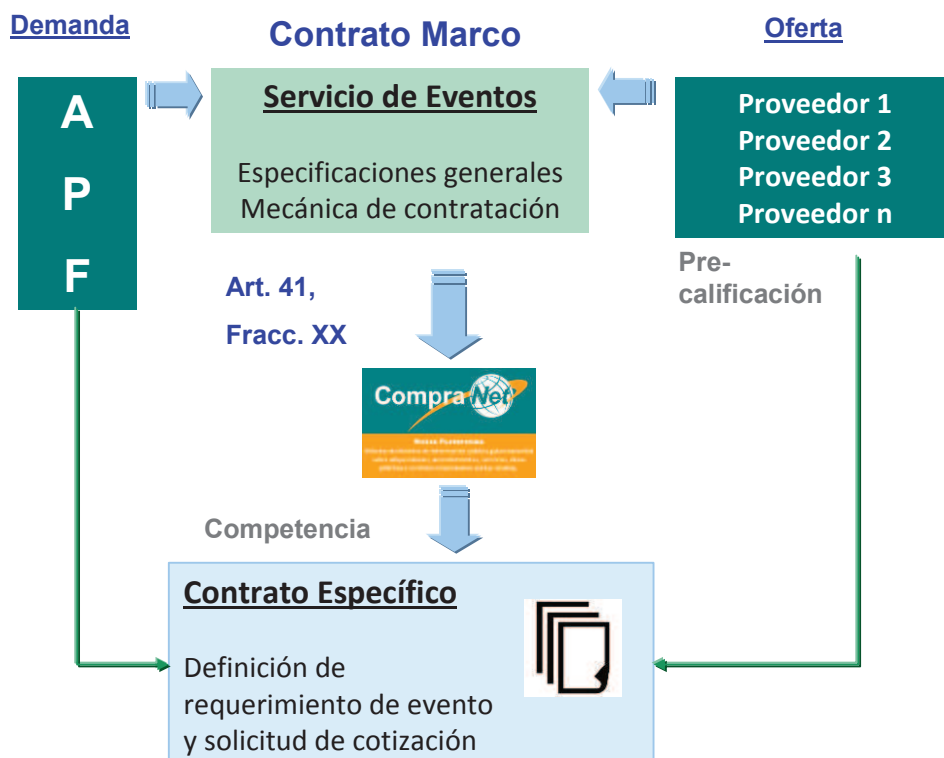 Demanda
Contrato Marco
Oferta
A
P
F
Servicio de Eventos
Especificaciones generales
Mecánica de contratación
Proveedor 1
Proveedor 2
Proveedor 3
Proveedor n
Pre-
calificación
Art. 41,
Fracc. XX
CompraNet
Competencia
Contrato Específico
Definición de
requerimiento de evento
y solicitud de cotización